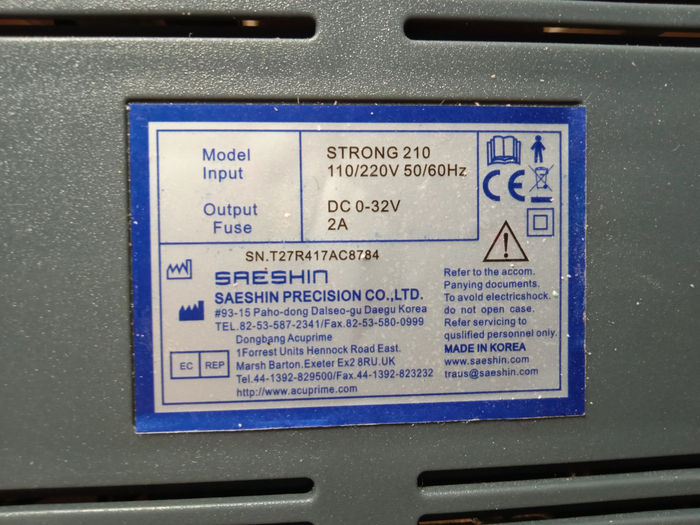 Model STRONG 210
Input 110/220V 50/60Hz
Output DC 0-32V
Fuse 2A
SN.T27R417AC8784
SAESHIN
SAESHIN PRECISION CO.,LTD.
#93-15 Paho-dong Dalseo-gu Daegu Korea
TEL.82-53-587-2341/Fax.82-53-580-0999
EC REP
Dongbang Acuprime
1Forrest Units Hennock Road East.
Marsh Barton.Exeter Ex2 8RU.UK
Tel.44-1392-829500/Fax.44-1392-823232
http://www.acuprime.com
CE
Refer to the accom.
Panying documents.
To avoid electricshock.
do not open case.
Refer servicing to
quslified personnel only.
MADE IN KOREA
www.saeshin.com
traus@saeshin.com